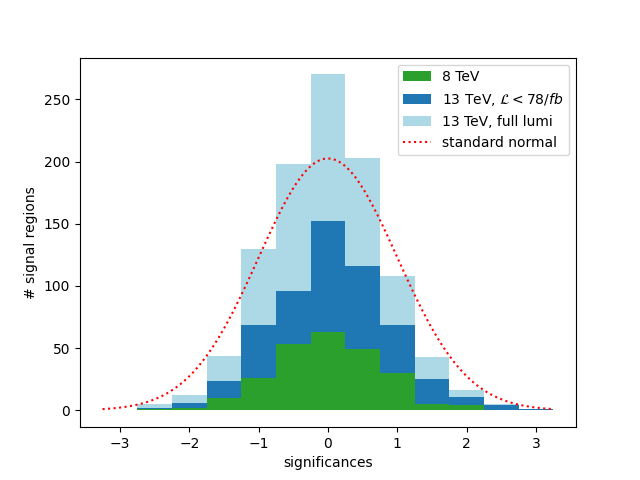 8 TeV
13 TeV, ℒ < 78/fb
13 TeV, full lumi
standard normal
250
200
150
100
50
0
# signal regions
−3 −2 −1 0 1 2 3
significances